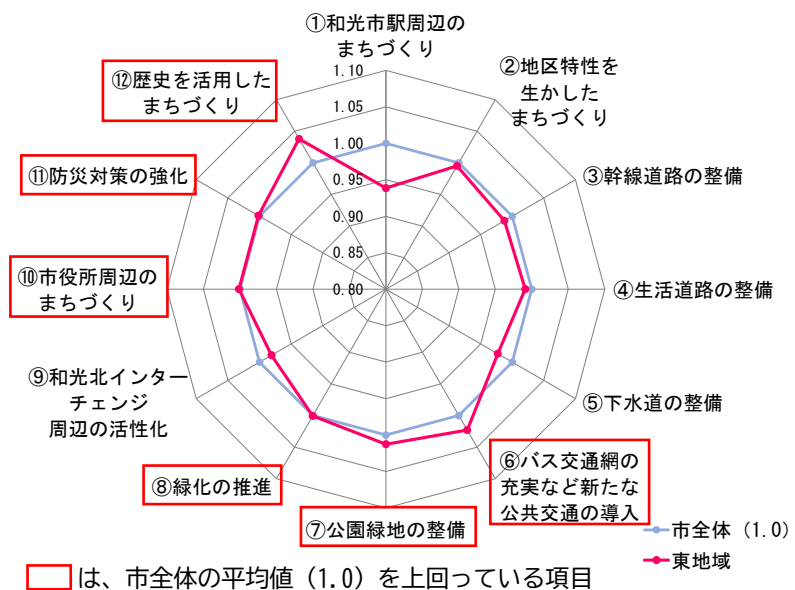 ①和光市駅周辺の
まちづくり
②地区特性を
生かした
まちづくり
③幹線道路の整備
④生活道路の整備
⑤下水道の整備
⑥バス交通網の
充実など新たな
公共交通の導入
⑦公園緑地の整備
⑧緑化の推進
⑨和光北インター
チェンジ
周辺の活性化
⑩市役所周辺の
まちづくり
⑪防災対策の強化
⑫歴史を活用した
まちづくり
1.10
1.05
1.00
0.95
0.90
0.85
0.80
市全体（1.0）
東地域
は、市全体の平均値（1.0）を上回っている項目